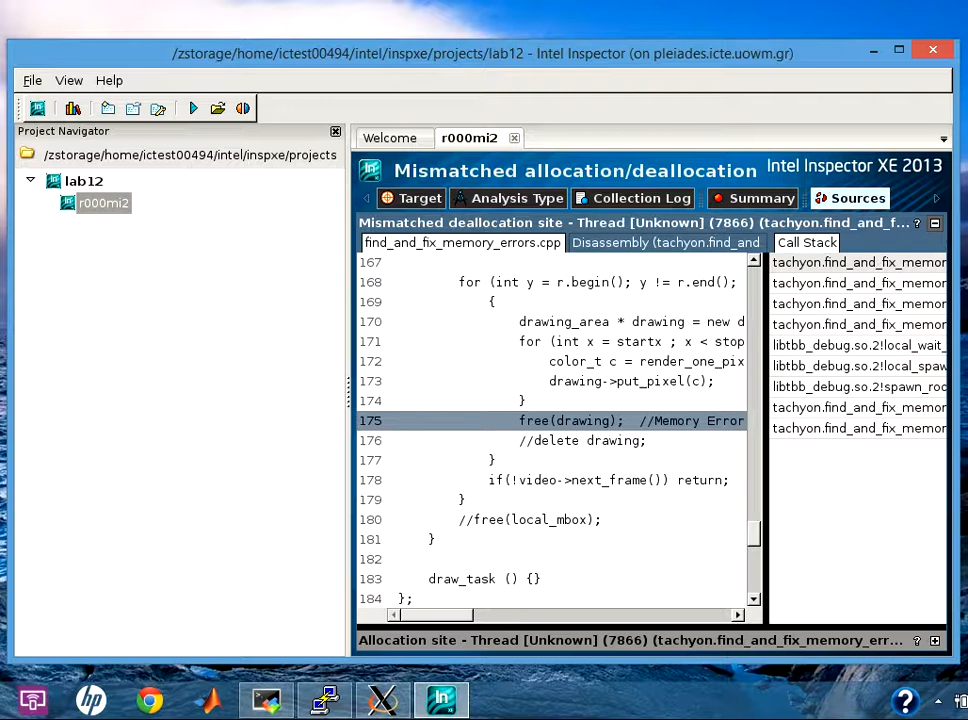 /zstorage/home/ictest00494/intel/inspxe/projects/lab12 - Intel Inspector (on pleiades.icte.uowm.gr)
File View Help
Project Navigator
/zstorage/home/ictest00494/intel/inspxe/projects
lab12
r000mi2
Welcome r000mi2
Mismatched allocation/deallocation Intel Inspector XE 2013
Target Analysis Type Collection Log Summary Sources
Mismatched deallocation site - Thread [Unknown] (7866) (tachyon.find_and_f... ?
find_and_fix_memory_errors.cpp Disassembly (tachyon.find_and Call Stack
167
168 for (int y = r.begin(); y != r.end();
169 {
170 drawing_area * drawing = new d
171 for (int x = startx ; x < stop
172 color_t c = render_one_pix
173 drawing->put_pixel(c);
174 }
175 free(drawing); //Memory Error
176 //delete drawing;
177 }
178 if(!video->next_frame()) return;
179 }
180 //free(local_mbox);
181 }
182
183 draw_task () {}
184 };
tachyon.find_and_fix_memor
tachyon.find_and_fix_memor
tachyon.find_and_fix_memor
tachyon.find_and_fix_memor
libtbb_debug.so.2!local_wait_
libtbb_debug.so.2!local_spaw
libtbb_debug.so.2!spawn_roo
tachyon.find_and_fix_memor
tachyon.find_and_fix_memor
Allocation site - Thread [Unknown] (7866) (tachyon.find_and_fix_memory_err... ?